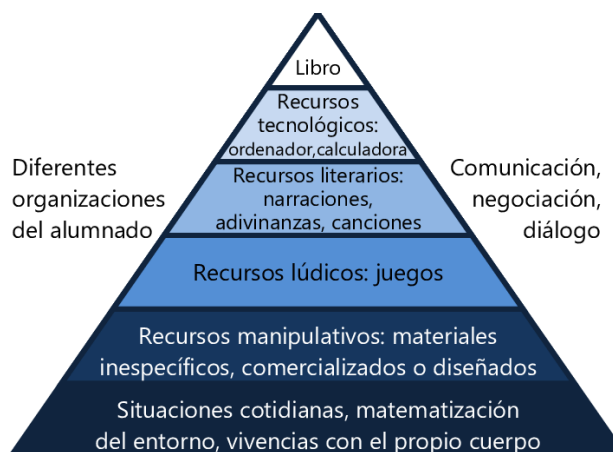 Libro
Recursos
tecnológicos:
ordenador,calculadora
Diferentes
organizaciones
del alumnado
Recursos literarios:
narraciones,
adivinanzas, canciones
Comunicación,
negociación,
diálogo
Recursos lúdicos: juegos
Recursos manipulativos: materiales
inespecíficos, comercializados o diseñados
Situaciones cotidianas, matematización
del entorno, vivencias con el propio cuerpo